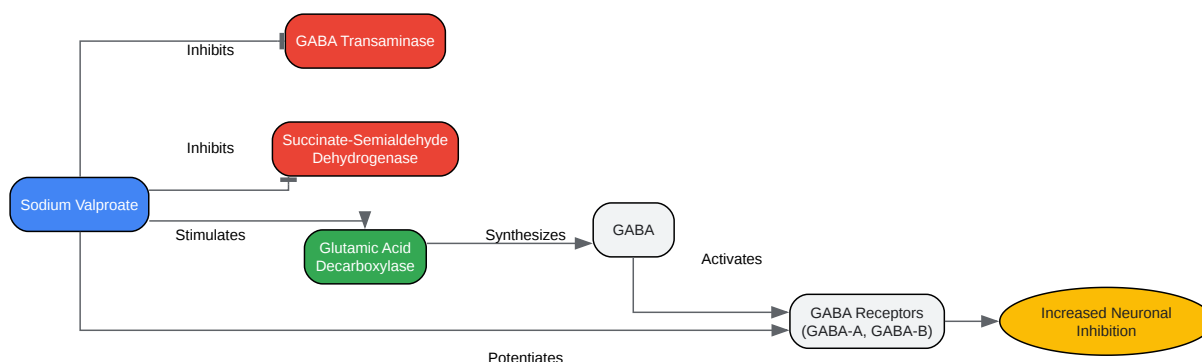 GABA Transaminase
Inhibits
Succinate-Semialdehyde
Dehydrogenase
Inhibits
Sodium Valproate
Stimulates
Glutamic Acid
Decarboxylase
Synthesizes
GABA
Activates
GABA Receptors
(GABA-A, GABA-B)
Increased Neuronal
Inhibition
Potentiates